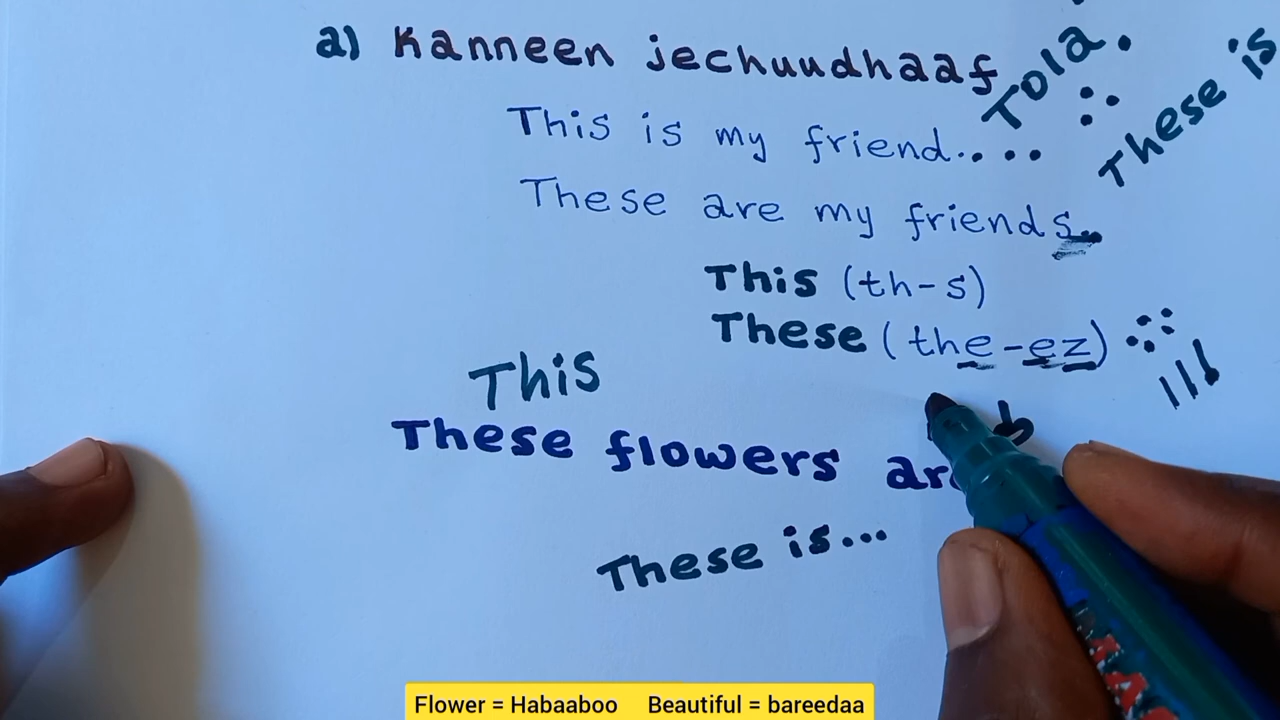 a) Kanneen jechuudhaaf
Tola.
These is
This is my friend....
These are my friends..
This (th-s)
These (the-ez)
This
These flowers are b
These is...
Flower = Habaaboo Beautiful = bareedaa